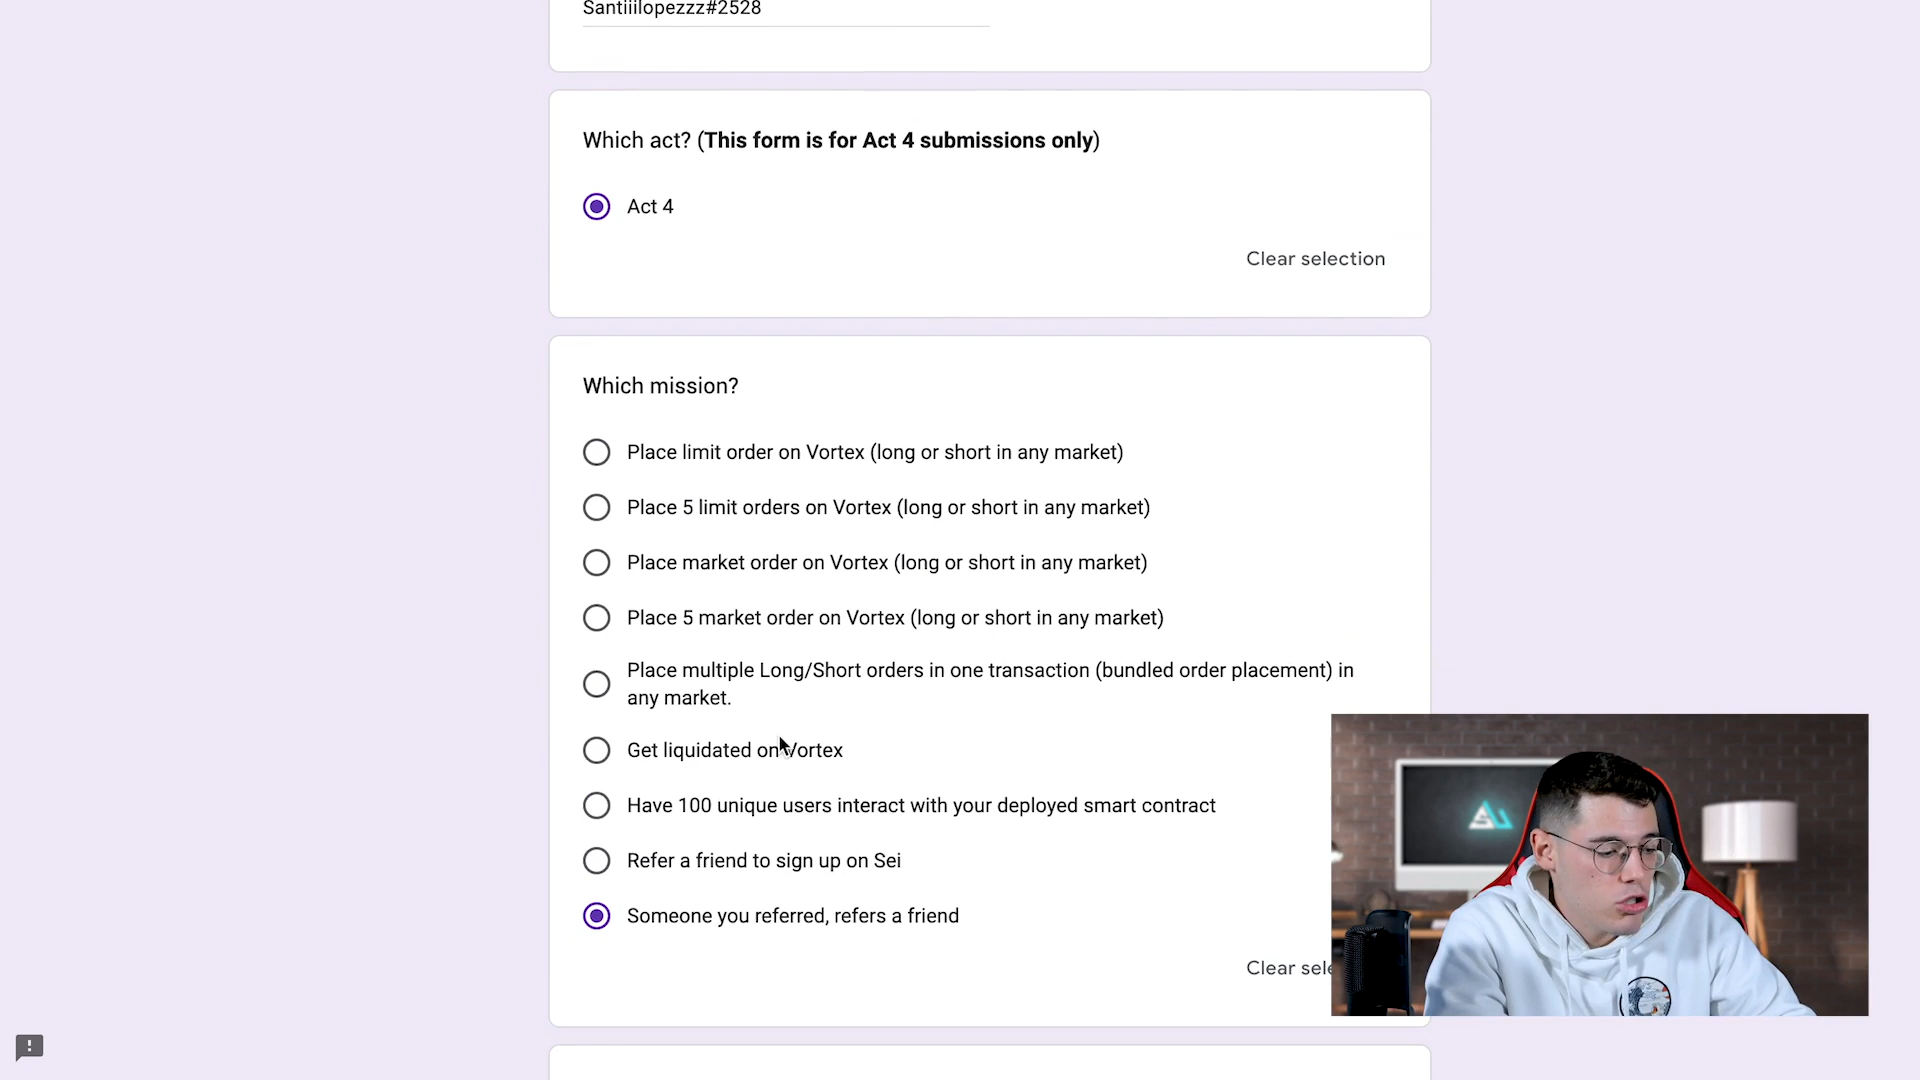 Santiiilopezzz#2528
Which act? (This form is for Act 4 submissions only)
Act 4
Clear selection
Which mission?
Place limit order on Vortex (long or short in any market)
Place 5 limit orders on Vortex (long or short in any market)
Place market order on Vortex (long or short in any market)
Place 5 market order on Vortex (long or short in any market)
Place multiple Long/Short orders in one transaction (bundled order placement) in
any market.
Get liquidated on Vortex
Have 100 unique users interact with your deployed smart contract
Refer a friend to sign up on Sei
Someone you referred, refers a friend
Clear sele